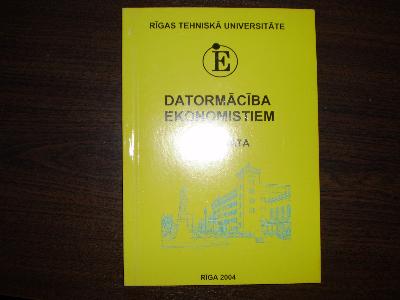 RĪGAS TEHNISKĀ UNIVERSITĀTE
E
DATORMĀCĪBA
EKONOMISTIEM
RĪGA 2004